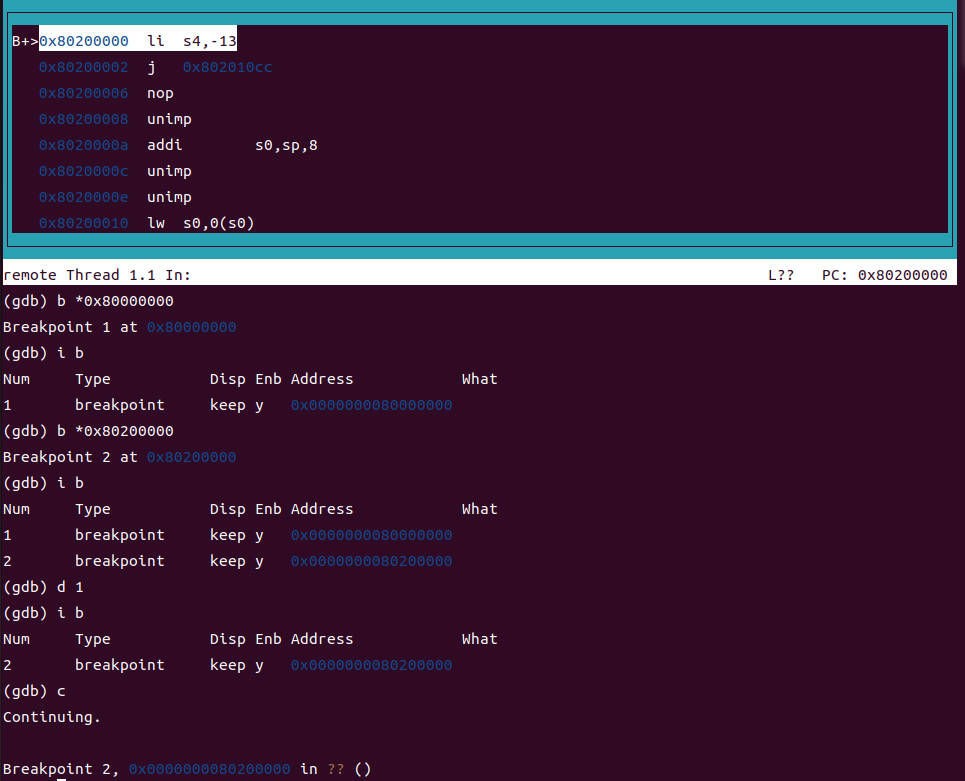 B+>0x80200000 li s4,-13
0x80200002 j 0x802010cc
0x80200006 nop
0x80200008 unimp
0x8020000a addi s0,sp,8
0x8020000c unimp
0x8020000e unimp
0x80200010 lw s0,0(s0)
remote Thread 1.1 In: L?? PC: 0x80200000
(gdb) b *0x80000000
Breakpoint 1 at 0x80000000
(gdb) i b
Num Type Disp Enb Address What
1 breakpoint keep y 0x0000000080000000
(gdb) b *0x80200000
Breakpoint 2 at 0x80200000
(gdb) i b
Num Type Disp Enb Address What
1 breakpoint keep y 0x0000000080000000
2 breakpoint keep y 0x0000000080200000
(gdb) d 1
(gdb) i b
Num Type Disp Enb Address What
2 breakpoint keep y 0x0000000080200000
(gdb) c
Continuing.
Breakpoint 2, 0x0000000080200000 in ?? ()